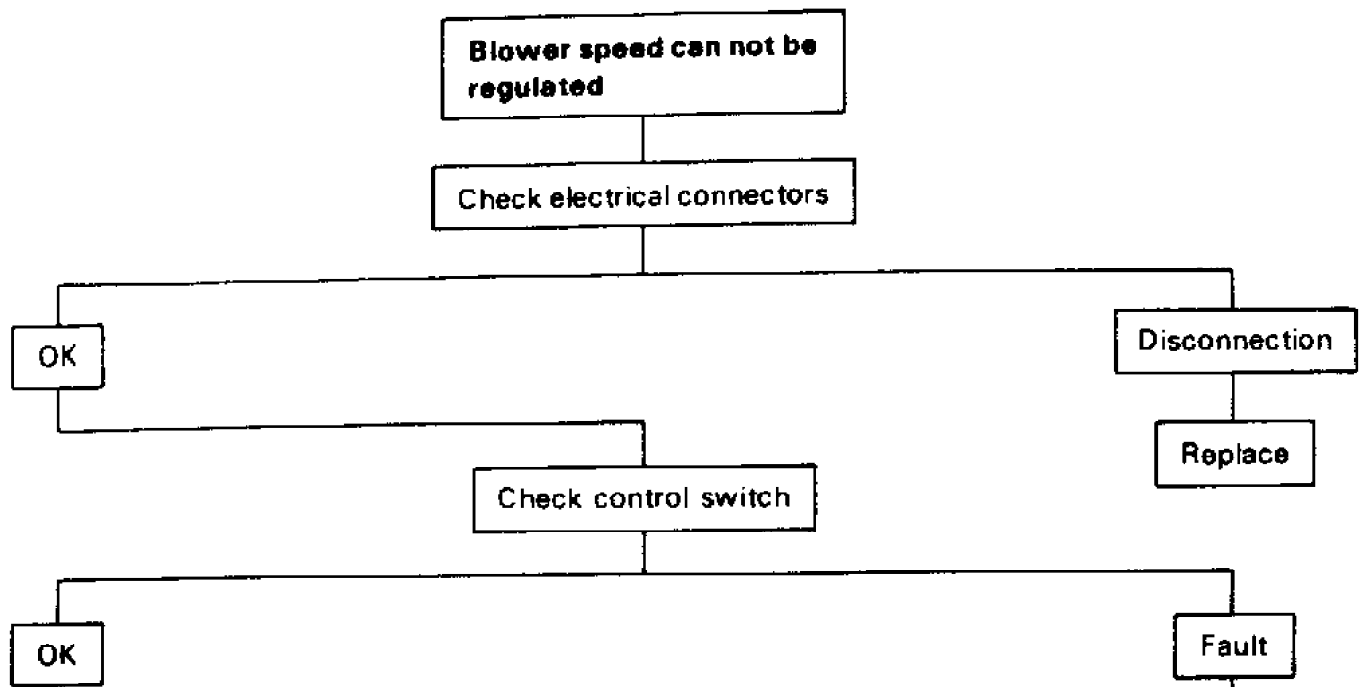 Blower speed can not be
regulated
Check electrical connectors
OK
Disconnection
Replace
Check control switch
OK
Fault